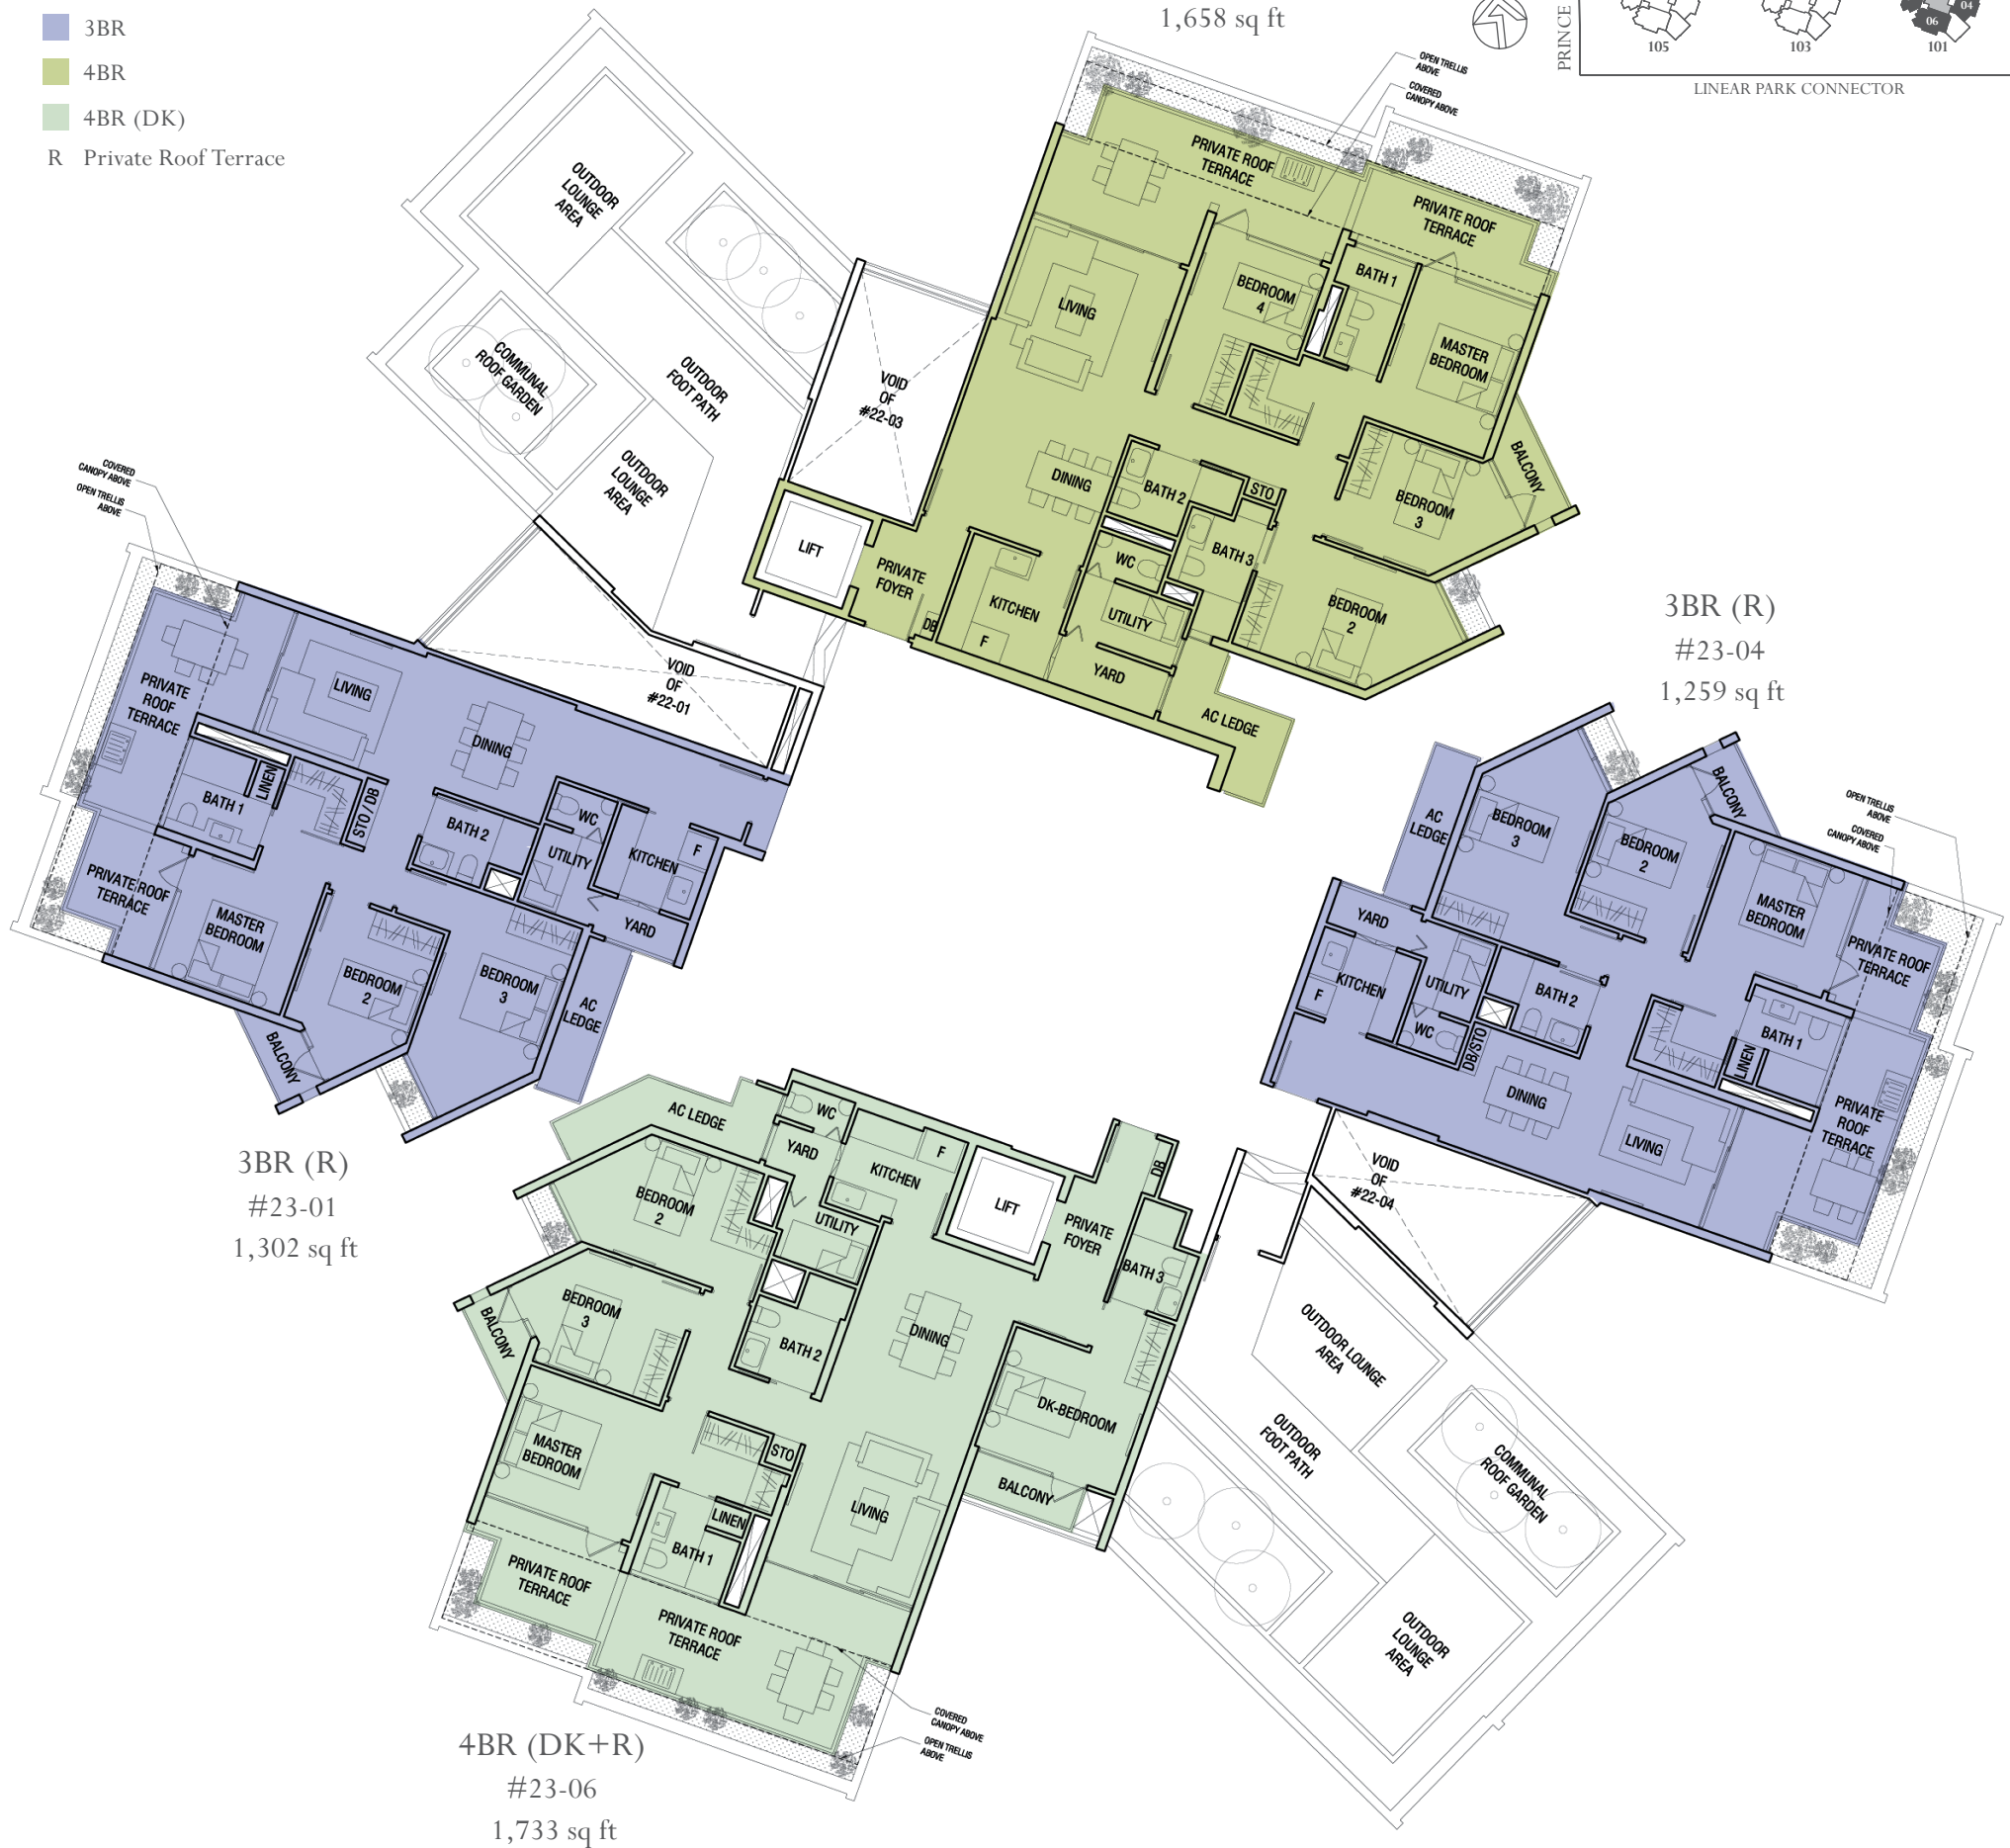 3BR
4BR
4BR (DK)
R Private Roof Terrace
1,658 sq ft
PRINCE
105
103
101
04
06
LINEAR PARK CONNECTOR
OPEN TRELLIS
ABOVE
COVERED
CANOPY ABOVE
PRIVATE ROOF
TERRACE
PRIVATE ROOF
TERRACE
LIVING
BEDROOM
4
BATH 1
MASTER
BEDROOM
BALCONY
DINING
BATH 2
STO
BEDROOM
3
BATH 3
WC
UTILITY
BEDROOM
2
LIFT
PRIVATE
FOYER
DB
KITCHEN
F
YARD
AC LEDGE
OUTDOOR
LOUNGE
AREA
COMMUNAL
ROOF GARDEN
OUTDOOR
FOOT PATH
OUTDOOR
LOUNGE
AREA
VOID
OF
#22-03
VOID
OF
#22-01
COVERED
CANOPY ABOVE
OPEN TRELLIS
ABOVE
PRIVATE
ROOF
TERRACE
LIVING
DINING
BATH 1
LINEN
STO / DB
BATH 2
WC
UTILITY
KITCHEN
F
YARD
PRIVATE ROOF
TERRACE
MASTER
BEDROOM
BEDROOM
2
BEDROOM
3
AC
LEDGE
BALCONY
3BR (R)
#23-01
1,302 sq ft
3BR (R)
#23-04
1,259 sq ft
AC
LEDGE
BEDROOM
3
BEDROOM
2
BALCONY
MASTER
BEDROOM
OPEN TRELLIS
ABOVE
COVERED
CANOPY ABOVE
PRIVATE ROOF
TERRACE
YARD
KITCHEN
F
UTILITY
WC
DB/STO
BATH 2
BATH 1
LINEN
DINING
LIVING
PRIVATE
ROOF
TERRACE
VOID
OF
#22-04
AC LEDGE
WC
YARD
KITCHEN
F
LIFT
DB
PRIVATE
FOYER
BATH 3
BEDROOM
2
UTILITY
BEDROOM
3
BALCONY
BATH 2
DINING
DK-BEDROOM
BALCONY
MASTER
BEDROOM
STO
LINEN
BATH 1
LIVING
PRIVATE ROOF
TERRACE
PRIVATE ROOF
TERRACE
COVERED
CANOPY ABOVE
OPEN TRELLIS
ABOVE
OUTDOOR LOUNGE
AREA
OUTDOOR
FOOT PATH
COMMUNAL
ROOF GARDEN
OUTDOOR
LOUNGE
AREA
4BR (DK+R)
#23-06
1,733 sq ft